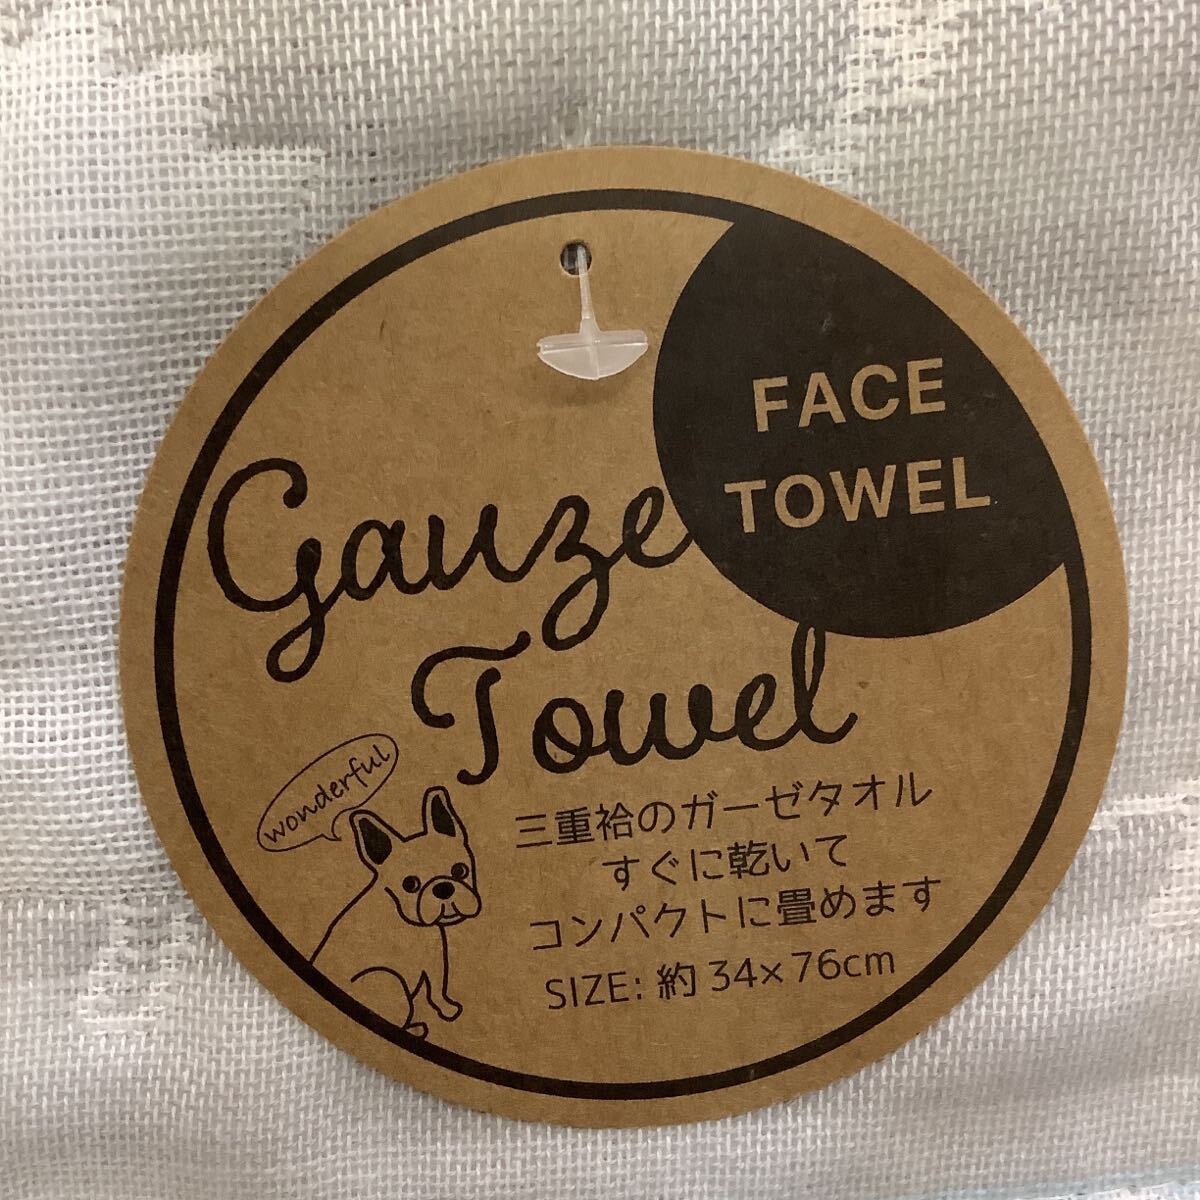 FACE
TOWEL
Gauze
Towel
wonderful
三重袷のガーゼタオル
すぐに乾いて
コンパクトに畳めます
SIZE: 約 34×76cm